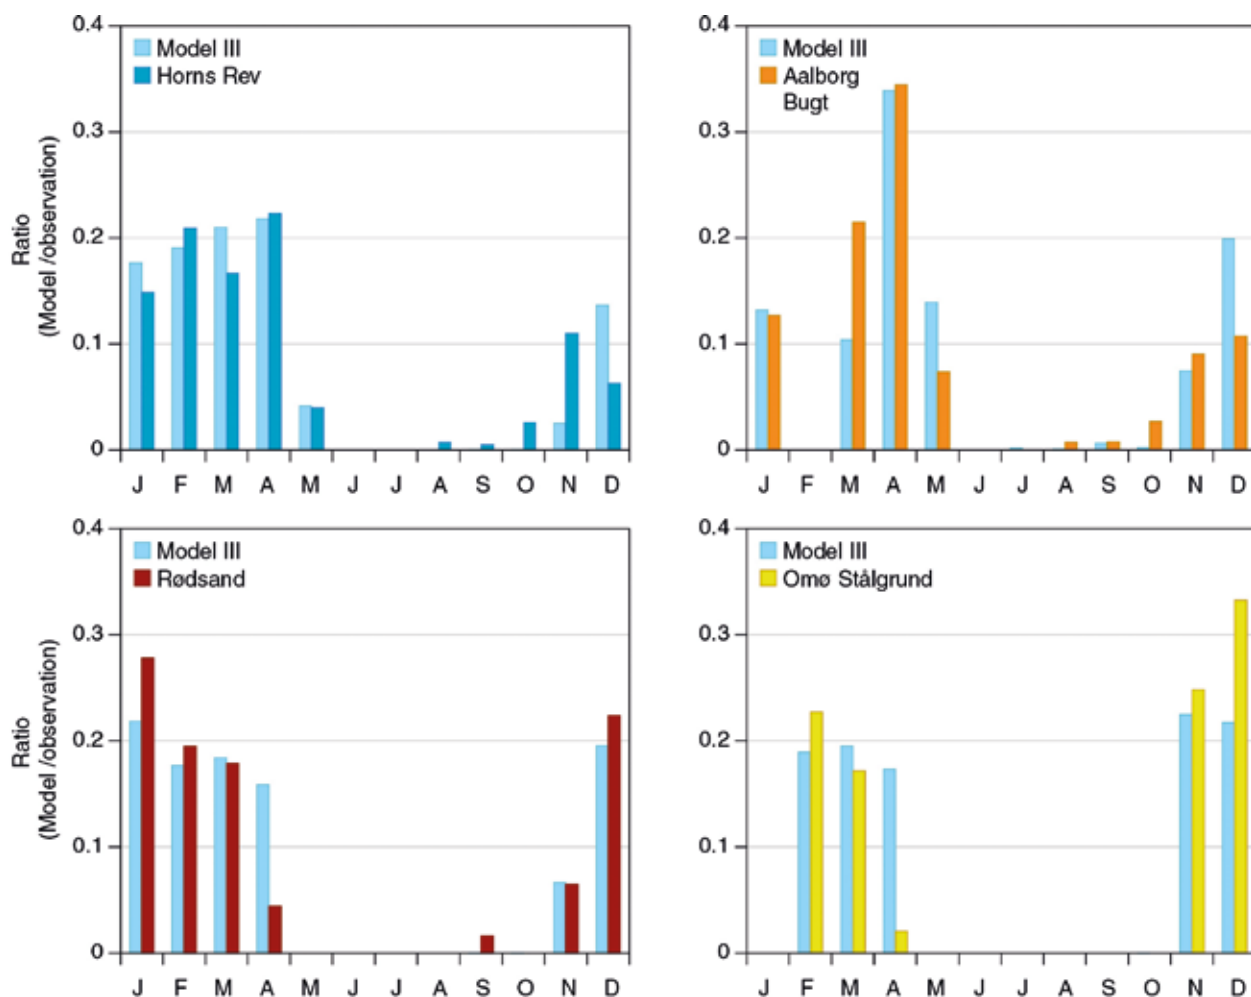 0.4
0.3
0.2
0.1
0
Ratio
(Model /observation)
Model III
Horns Rev
J F M A M J J A S O N D
0.4
0.3
0.2
0.1
0
Model III
Aalborg
Bugt
J F M A M J J A S O N D
0.4
0.3
0.2
0.1
0
Ratio
(Model /observation)
Model III
Rødsand
J F M A M J J A S O N D
0.4
0.3
0.2
0.1
0
Model III
Omø Stålgrund
J F M A M J J A S O N D